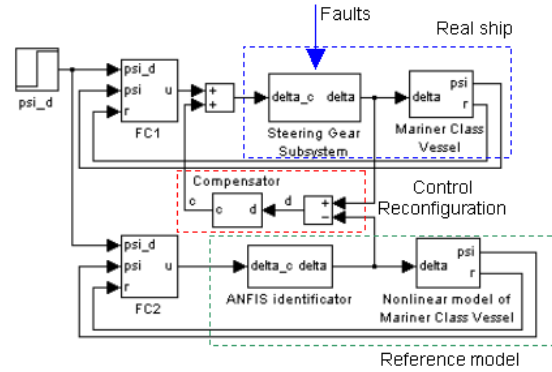 Faults
Real ship
psi_d
psi_d
psi
r
u
FC1
+
+
delta_c
delta
Steering Gear
Subsystem
delta
psi
r
Mariner Class
Vessel
Compensator
c
c
d
d
+
−
Control
Reconfiguration
psi_d
psi
r
u
FC2
delta_c
delta
ANFIS identificator
delta
psi
r
Nonlinear model of
Mariner Class Vessel
Reference model